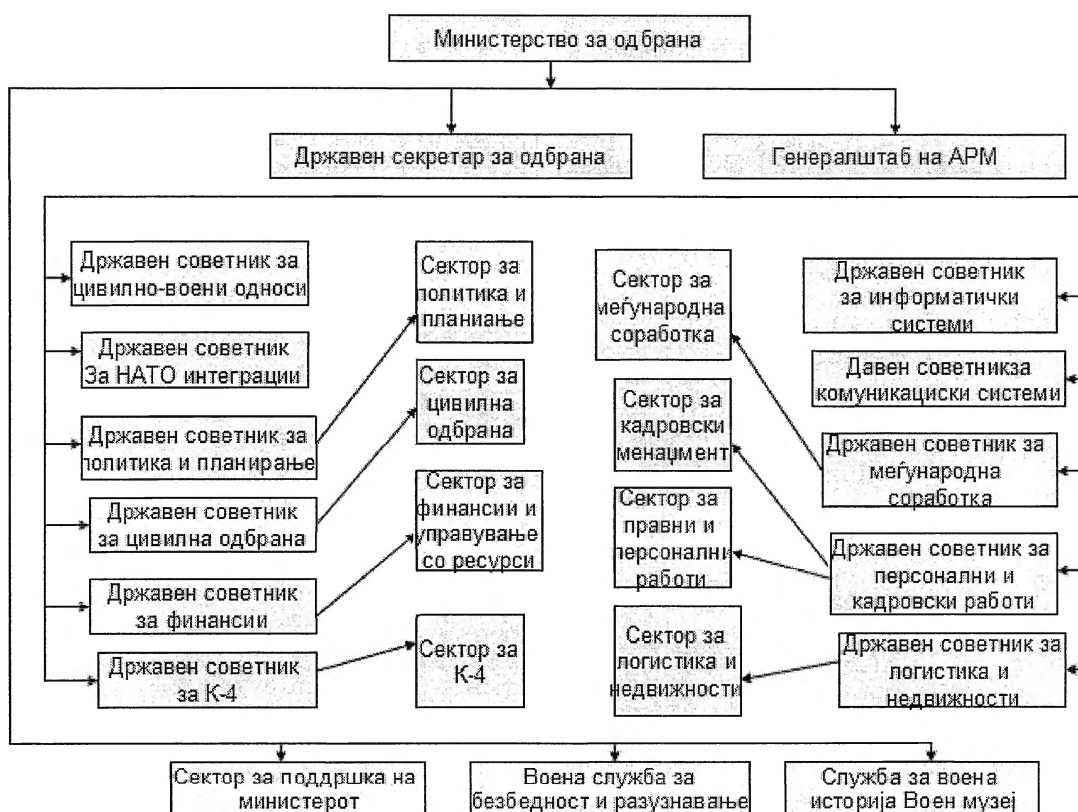 Министерство за одбрана
Државен секретар за одбрана
Генералштаб на АРМ
Државен советник за
цивилно-воени односи
Државен советник
За НАТО интеграции
Државен советник за
политика и планирање
Државен советник
за цивилна одбрана
Државен советник
за финансии
Државен советник
за К-4
Сектор за
политика и
планиање
Сектор за
цивилна
одбрана
Сектор за
финансии и
управување
со ресурси
Сектор за
К-4
Сектор за
меѓународна
соработка
Сектор за
кадровски
менаџмент
Сектор за
правни и
персонални
работи
Сектор за
логистика и
недвижности
Државен советник
за информатички
системи
Давен советникза
комуникациски системи
Државен советник за
меѓународна
соработка
Државен советник за
персонални и
кадровски работи
Државен советник за
логистика и
недвижности
Сектор за поддршка на
министерот
Воена служба за
безбедност и разузнавање
Служба за воена
историја Воен музеј